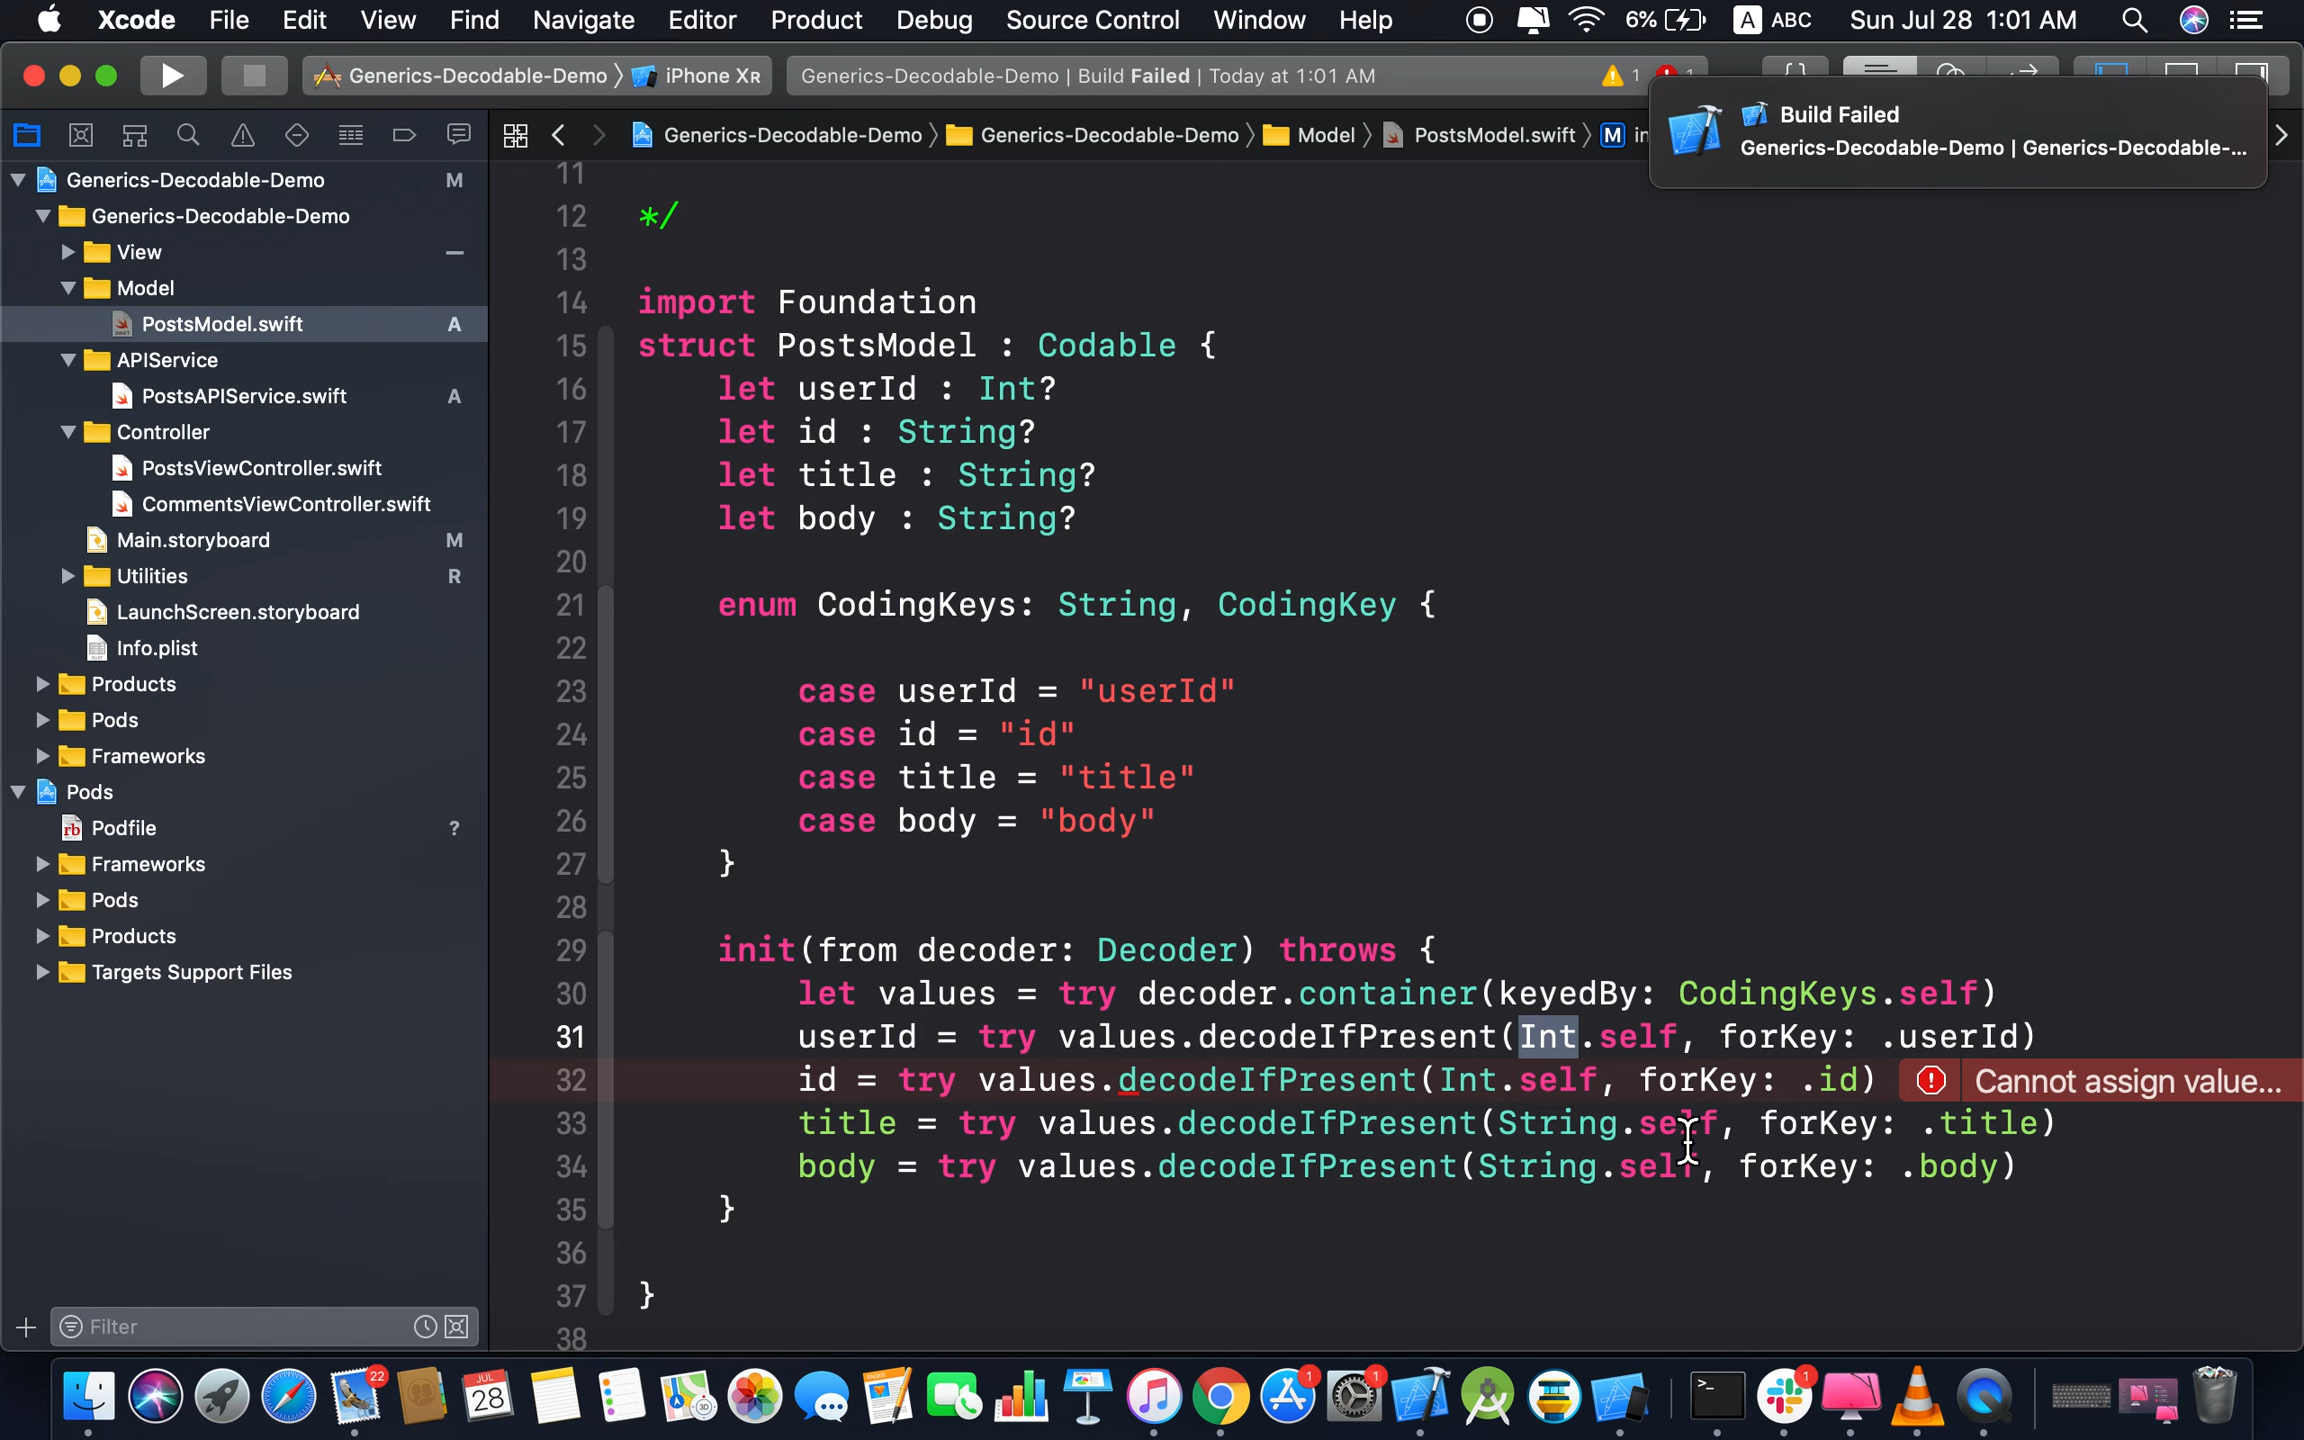 Xcode File Edit View Find Navigate Editor Product Debug Source Control Window Help 6% A ABC Sun Jul 28 1:01 AM
Generics-Decodable-Demo iPhone XR Generics-Decodable-Demo | Build Failed | Today at 1:01 AM 1 1
Build Failed
Generics-Decodable-Demo | Generics-Decodable-...
Generics-Decodable-Demo Generics-Decodable-Demo Model PostsModel.swift M in
Generics-Decodable-Demo M
Generics-Decodable-Demo
View
Model
PostsModel.swift A
APIService
PostsAPIService.swift A
Controller
PostsViewController.swift
CommentsViewController.swift
Main.storyboard M
Utilities R
LaunchScreen.storyboard
Info.plist
Products
Pods
Frameworks
Pods
rb Podfile ?
Frameworks
Pods
Products
Targets Support Files
Filter
11
12 */
13
14 import Foundation
15 struct PostsModel : Codable {
16 let userId : Int?
17 let id : String?
18 let title : String?
19 let body : String?
20
21 enum CodingKeys: String, CodingKey {
22
23 case userId = "userId"
24 case id = "id"
25 case title = "title"
26 case body = "body"
27 }
28
29 init(from decoder: Decoder) throws {
30 let values = try decoder.container(keyedBy: CodingKeys.self)
31 userId = try values.decodeIfPresent(Int.self, forKey: .userId)
32 id = try values.decodeIfPresent(Int.self, forKey: .id) Cannot assign value...
33 title = try values.decodeIfPresent(String.self, forKey: .title)
34 body = try values.decodeIfPresent(String.self, forKey: .body)
35 }
36
37 }
38
22
JUL
28
1
1
1